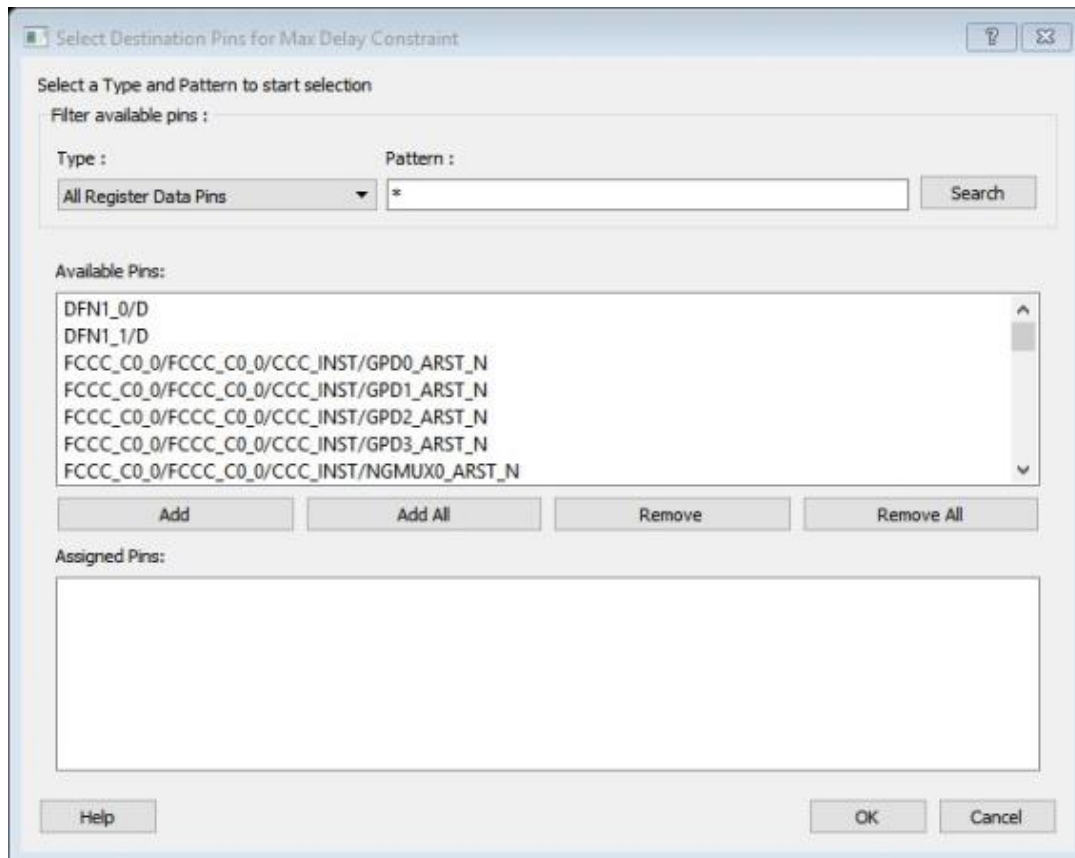 Select Destination Pins for Max Delay Constraint
Select a Type and Pattern to start selection
Filter available pins :
Type :
Pattern :
All Register Data Pins
*
Search
Available Pins:
DFN1_0/D
DFN1_1/D
FCCC_C0_0/FCCC_C0_0/CCC_INST/GPD0_ARST_N
FCCC_C0_0/FCCC_C0_0/CCC_INST/GPD1_ARST_N
FCCC_C0_0/FCCC_C0_0/CCC_INST/GPD2_ARST_N
FCCC_C0_0/FCCC_C0_0/CCC_INST/GPD3_ARST_N
FCCC_C0_0/FCCC_C0_0/CCC_INST/NGMUX0_ARST_N
Add
Add All
Remove
Remove All
Assigned Pins:
Help
OK
Cancel